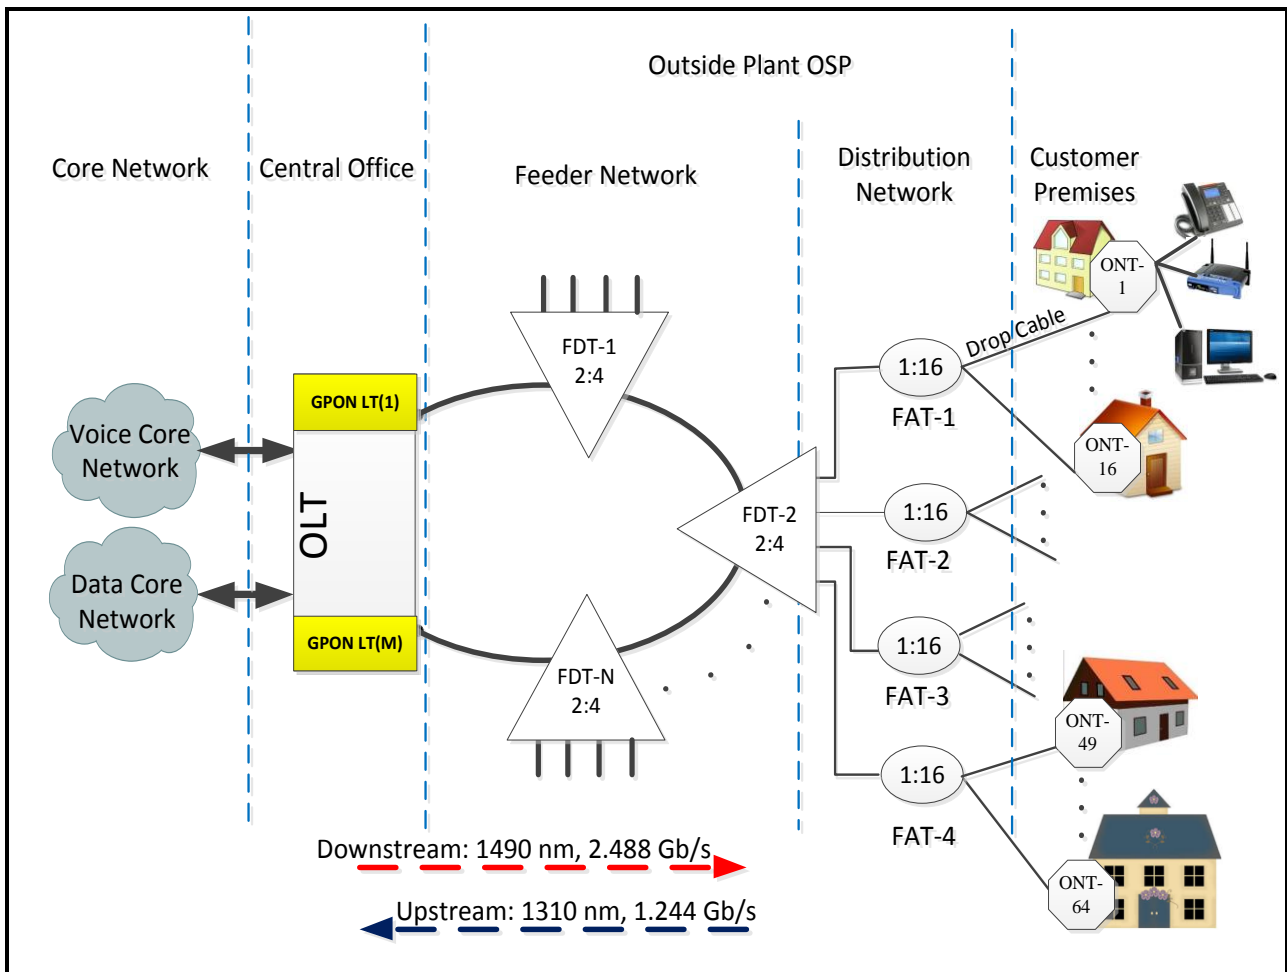 Outside Plant OSP
Core Network
Central Office
Feeder Network
Distribution
Network
Customer
Premises
ONT-
1
Drop Cable
FDT-1
2:4
1:16
FAT-1
GPON LT(1)
ONT-
16
Voice Core
Network
OLT
FDT-2
2:4
1:16
FAT-2
Data Core
Network
GPON LT(M)
FDT-N
2:4
1:16
FAT-3
ONT-
49
1:16
FAT-4
Downstream: 1490 nm, 2.488 Gb/s
ONT-
64
Upstream: 1310 nm, 1.244 Gb/s